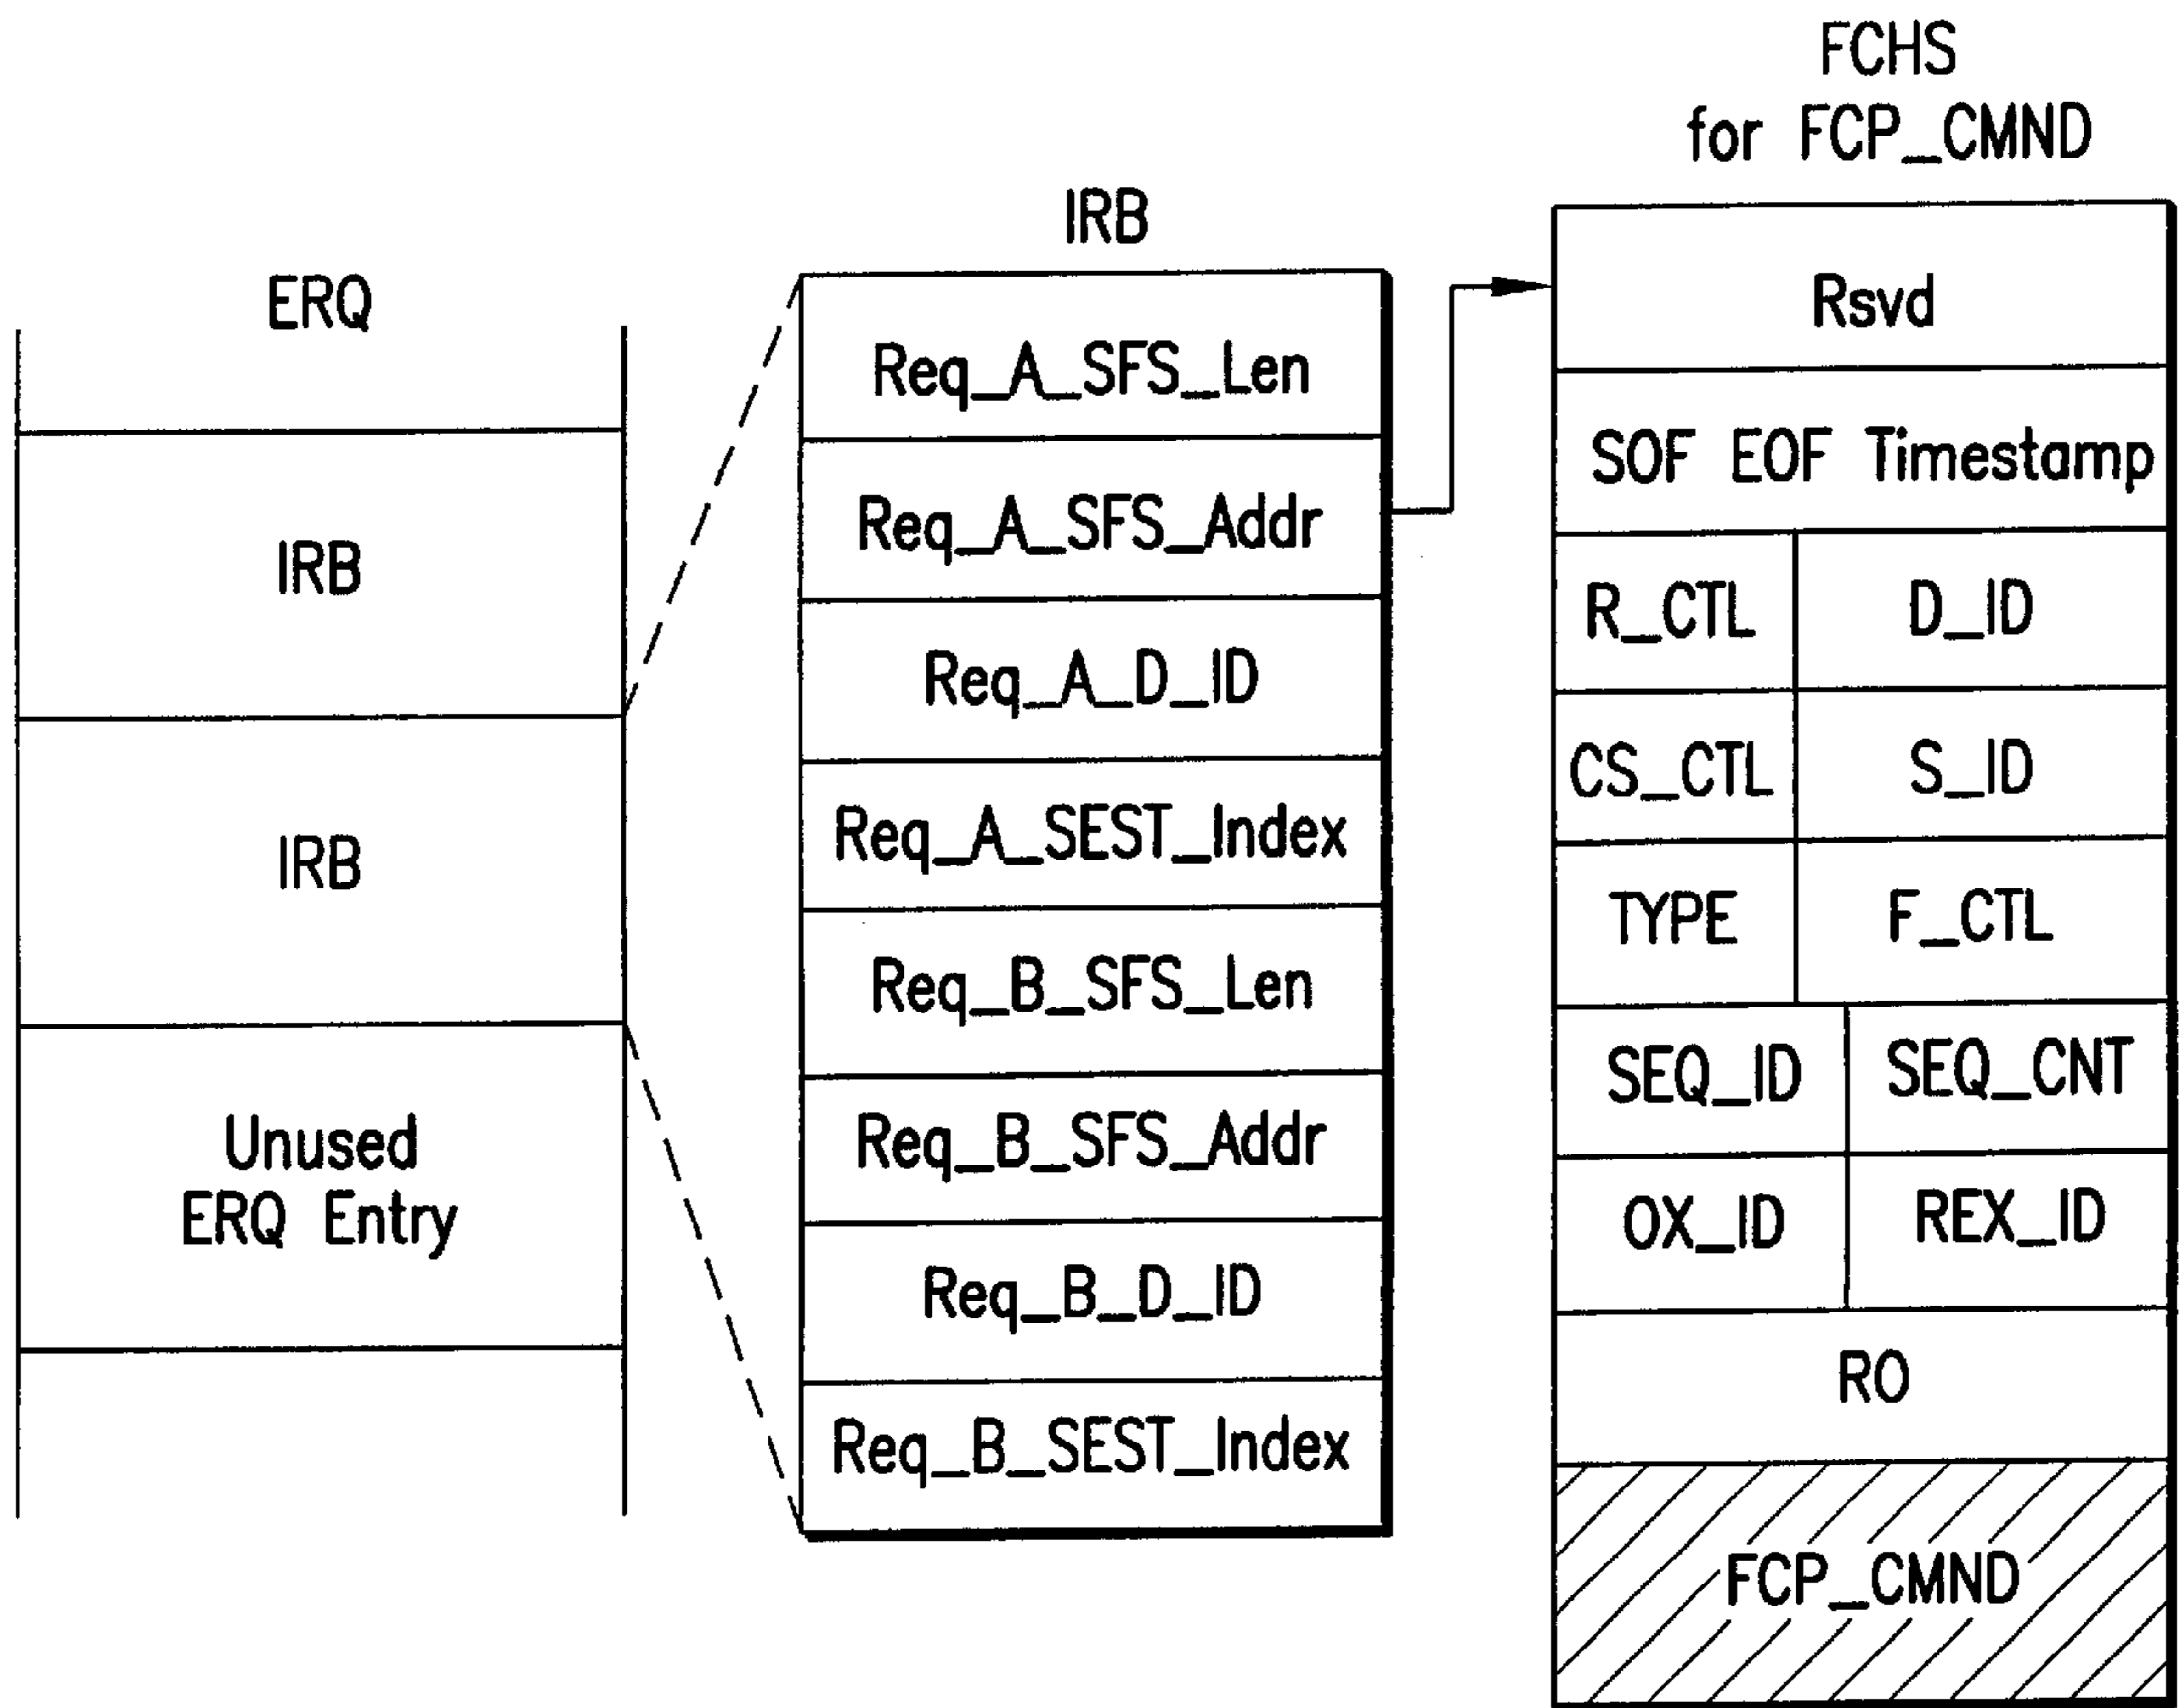 ERQ
IRB
IRB
Unused
ERQ Entry
IRB
Req_A_SFS_Len
Req_A_SFS_Addr
Req_A_D_ID
Req_A_SEST_Index
Req_B_SFS_Len
Req_B_SFS_Addr
Req_B_D_ID
Req_B_SEST_Index
FCHS
for FCP_CMND
Rsvd
SOF EOF Timestamp
R_CTL D_ID
CS_CTL S_ID
TYPE F_CTL
SEQ_ID SEQ_CNT
OX_ID REX_ID
RO
FCP_CMND